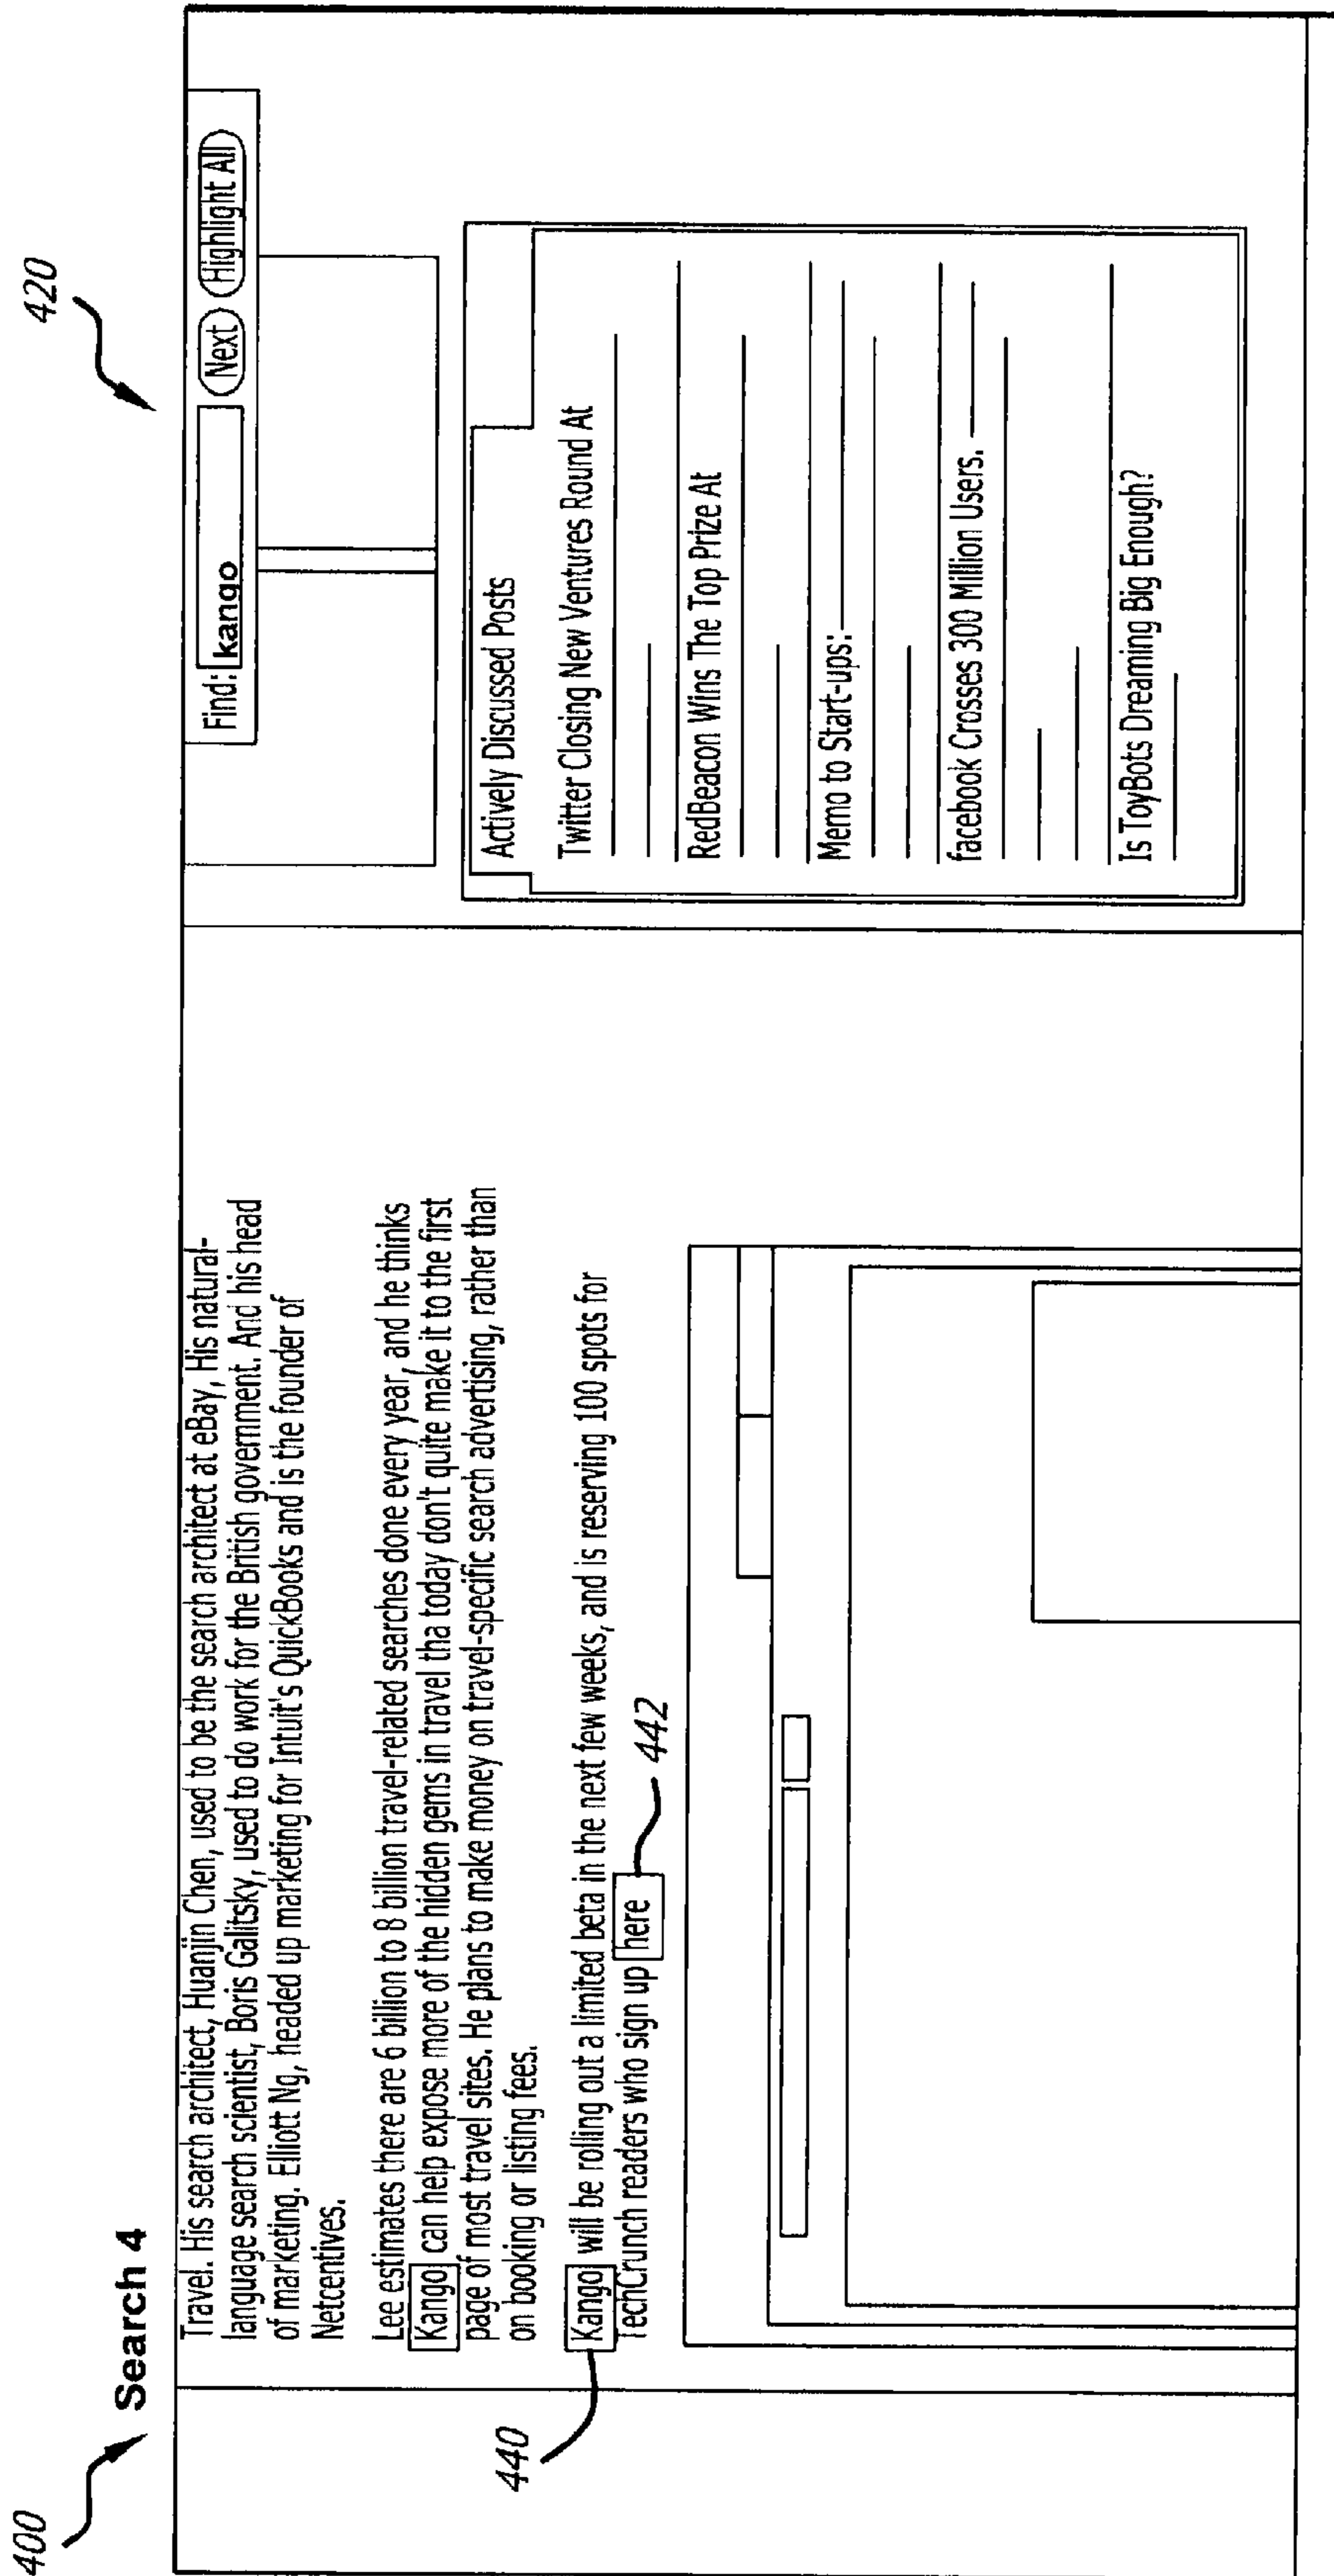 400
Search 4
420
Find: kango Next Highlight All
Travel. His search architect, Huanjin Chen, used to be the search architect at eBay, His natural-
language search scientist, Boris Galitsky, used to do work for the British government. And his head
of marketing. Elliott Ng, headed up marketing for Intuit's QuickBooks and is the founder of
Netcentives.
Lee estimates there are 6 billion to 8 billion travel-related searches done every year, and he thinks
Kango can help expose more of the hidden gems in travel tha today don't quite make it to the first
page of most travel sites. He plans to make money on travel-specific search advertising, rather than
on booking or listing fees.
440
Kango will be rolling out a limited beta in the next few weeks, and is reserving 100 spots for
TechCrunch readers who sign up here
442
Actively Discussed Posts
Twitter Closing New Ventures Round At
RedBeacon Wins The Top Prize At
Memo to Start-ups:
facebook Crosses 300 Million Users.
Is ToyBots Dreaming Big Enough?